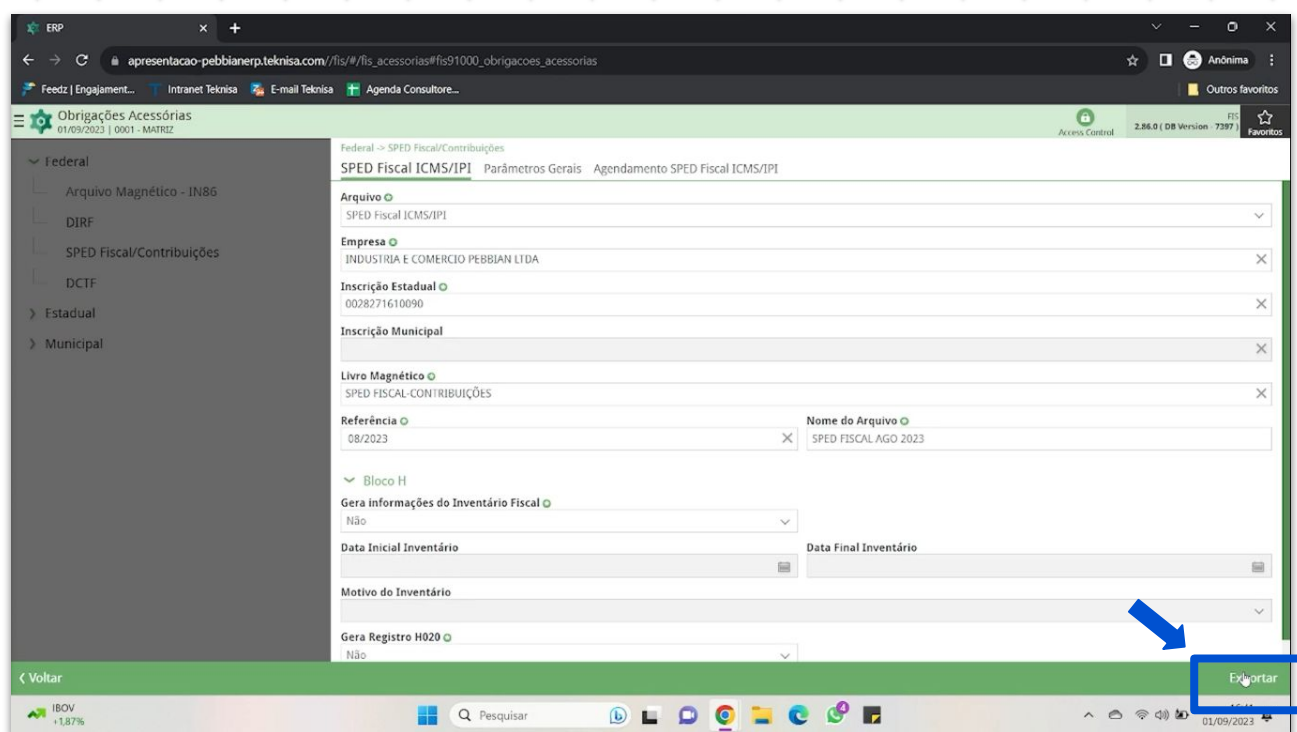 ERP
apresentacao-pebbianerp.teknisa.com//fis/#/fis_acessorias#fis91000_obrigacoes_acessorias
Anônima
Feedz | Engajament... Intranet Teknisa E-mail Teknisa Agenda Consultore... Outros favoritos
Obrigações Acessórias
01/09/2023 | 0001 - MATRIZ
Access Control
FIS
2.86.0 ( DB Version - 7397 )
Favoritos
Federal
Arquivo Magnético - IN86
DIRF
SPED Fiscal/Contribuições
DCTF
Estadual
Municipal
Federal -> SPED Fiscal/Contribuições
SPED Fiscal ICMS/IPI Parâmetros Gerais Agendamento SPED Fiscal ICMS/IPI
Arquivo
SPED Fiscal ICMS/IPI
Empresa
INDUSTRIA E COMERCIO PEBBIAN LTDA
Inscrição Estadual
0028271610090
Inscrição Municipal
Livro Magnético
SPED FISCAL-CONTRIBUIÇÕES
Referência Nome do Arquivo
08/2023 SPED FISCAL AGO 2023
Bloco H
Gera informações do Inventário Fiscal
Não
Data Inicial Inventário Data Final Inventário
Motivo do Inventário
Gera Registro H020
Não
Voltar Exportar
IBOV
+1,87%
Pesquisar
4
01/09/2023